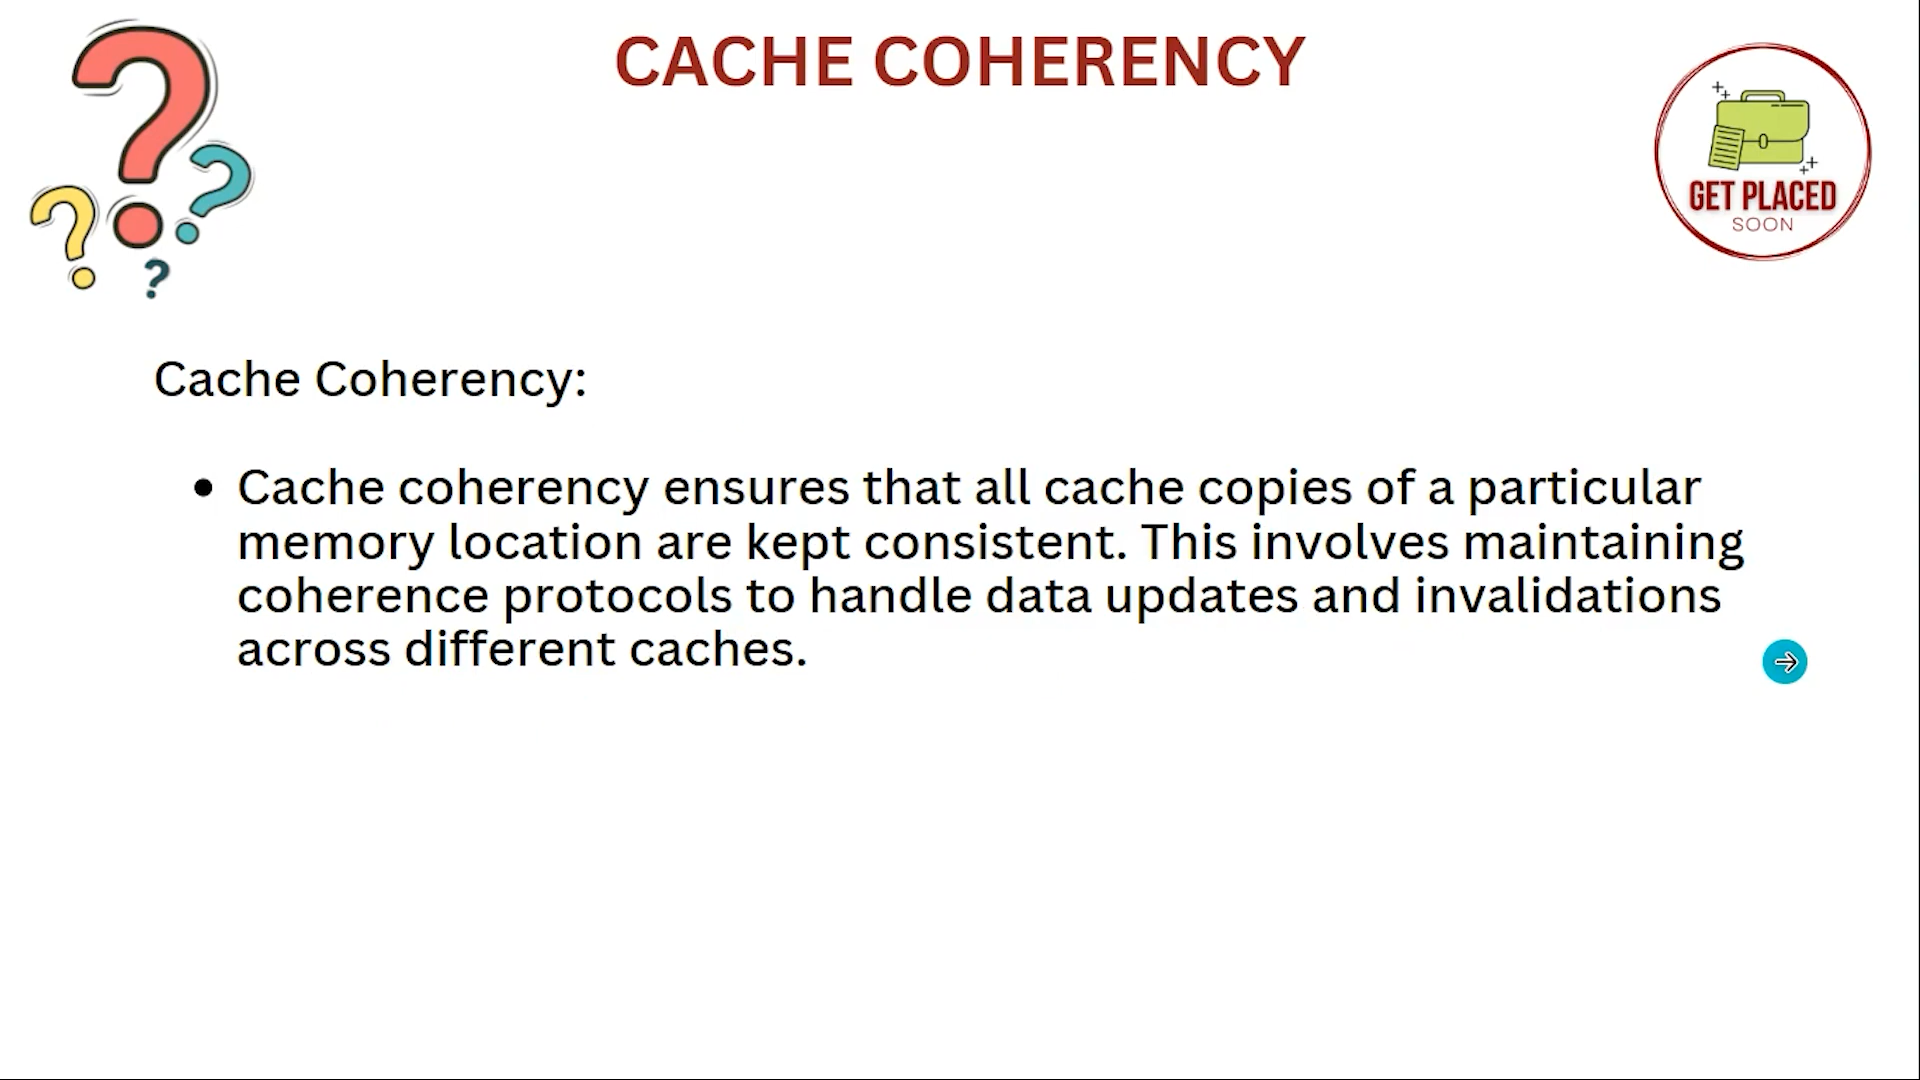 CACHE COHERENCY
GET PLACED
SOON
Cache Coherency:
• Cache coherency ensures that all cache copies of a particular
memory location are kept consistent. This involves maintaining
coherence protocols to handle data updates and invalidations
across different caches.